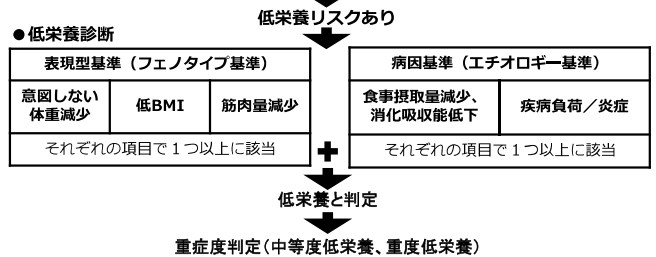 低栄養リスクあり
●低栄養診断
表現型基準（フェノタイプ基準）
意図しない
体重減少
低BMI
筋肉量減少
それぞれの項目で１つ以上に該当
+
病因基準（エチオロギー基準）
食事摂取量減少、
消化吸収能低下
疾病負荷／炎症
それぞれの項目で１つ以上に該当
低栄養と判定
重症度判定（中等度低栄養、重度低栄養）